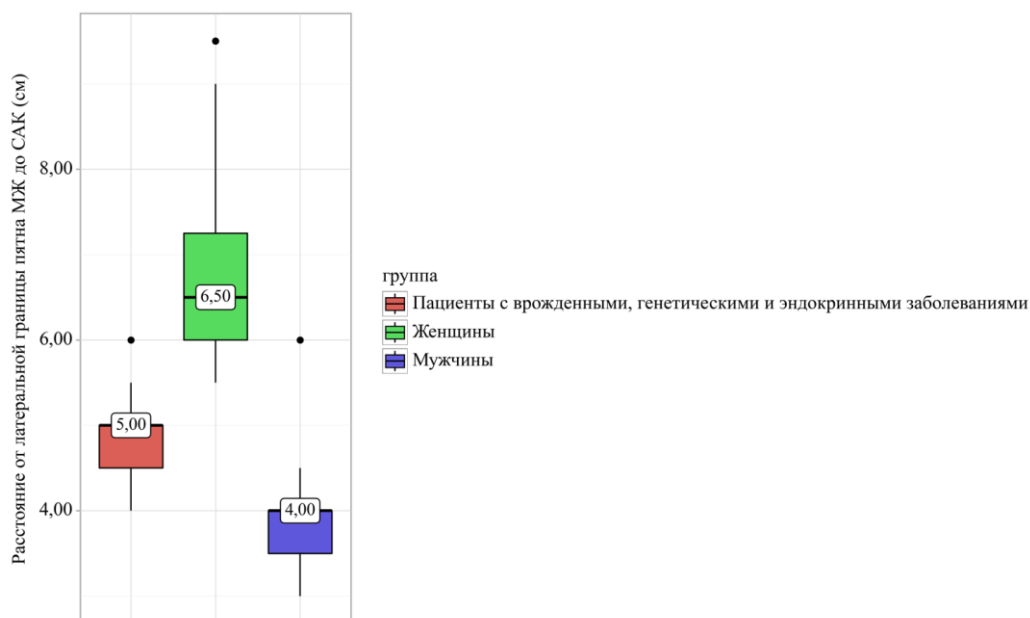 Расстояние от латеральной границы пятна МЖ до САК (см)
8,00
6,00
4,00
6,50
5,00
4,00
группа
Пациенты с врожденными, генетическими и эндокринными заболеваниями
Женщины
Мужчины